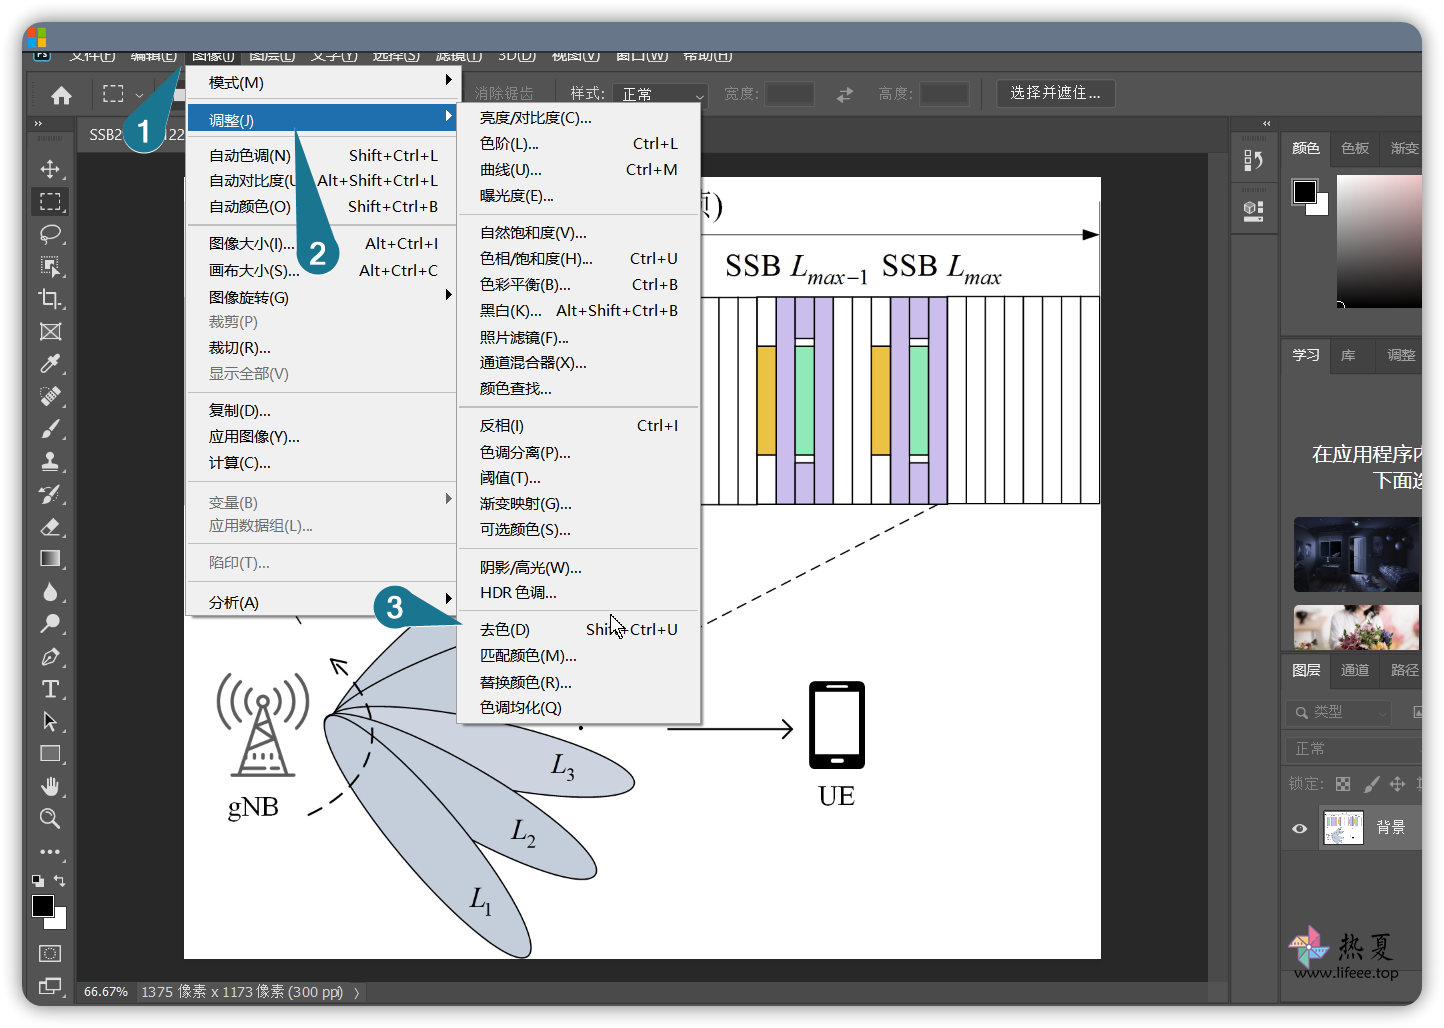 Ps 文件(F) 编辑(E) 图像(I) 图层(L) 文字(Y) 选择(S) 滤镜(T) 3D(D) 视图(V) 窗口(W) 帮助(H)
消除锯齿 样式: 正常 宽度: 高度: 选择并遮住...
1
2
3
模式(M)
调整(J)
自动色调(N) Shift+Ctrl+L
自动对比度(U Alt+Shift+Ctrl+L
自动颜色(O) Shift+Ctrl+B
图像大小(I)... Alt+Ctrl+I
画布大小(S)... Alt+Ctrl+C
图像旋转(G)
裁剪(P)
裁切(R)...
显示全部(V)
复制(D)...
应用图像(Y)...
计算(C)...
变量(B)
应用数据组(L)...
陷印(T)...
分析(A)
亮度/对比度(C)...
色阶(L)... Ctrl+L
曲线(U)... Ctrl+M
曝光度(E)...
自然饱和度(V)...
色相/饱和度(H)... Ctrl+U
色彩平衡(B)... Ctrl+B
黑白(K)... Alt+Shift+Ctrl+B
照片滤镜(F)...
通道混合器(X)...
颜色查找...
反相(I) Ctrl+I
色调分离(P)...
阈值(T)...
渐变映射(G)...
可选颜色(S)...
阴影/高光(W)...
HDR 色调...
去色(D) Shift+Ctrl+U
匹配颜色(M)...
替换颜色(R)...
色调均化(Q)
SSB2 122
SSB Lmax−1 SSB Lmax
gNB
L1
L2
L3
UE
颜色 色板 渐变
学习 库 调整
在应用程序内
下面选
图层 通道 路径
类型
正常
锁定:
背景
热夏
www.lifeee.top
66.67% 1375 像素 x 1173 像素 (300 ppi)